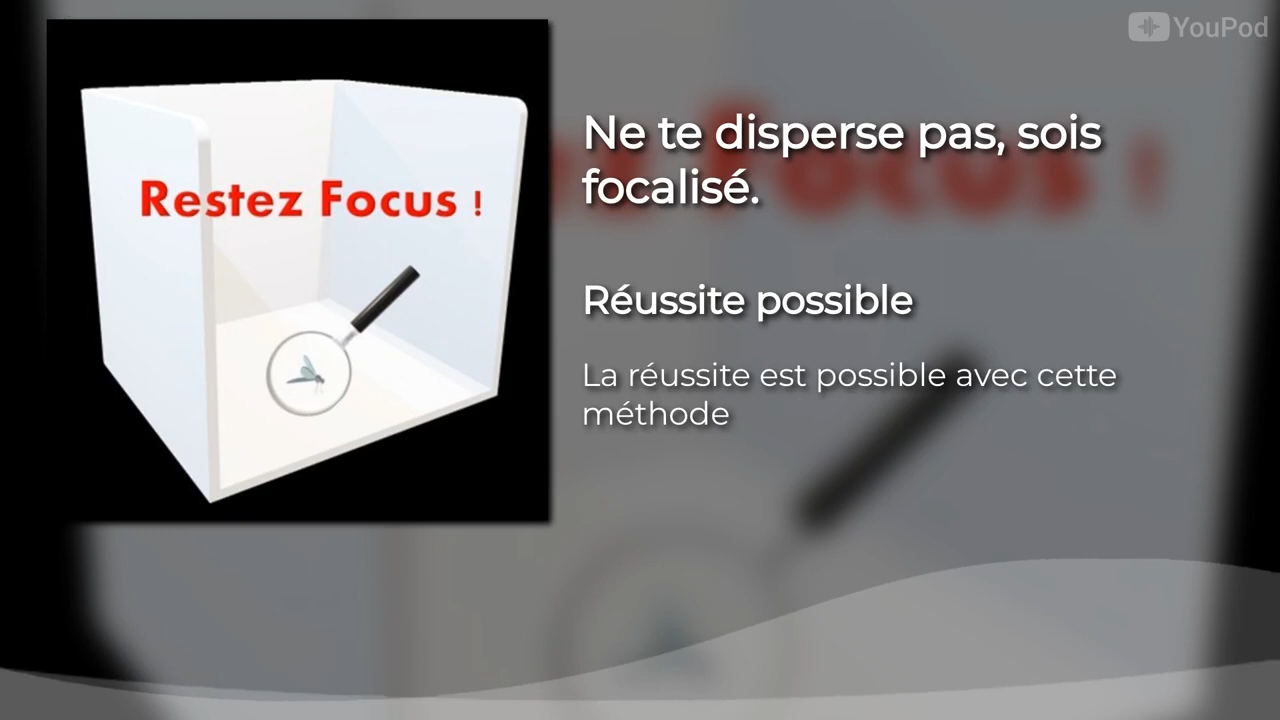 YouPod
Restez Focus !
Ne te disperse pas, sois
focalisé.
Réussite possible
La réussite est possible avec cette
méthode